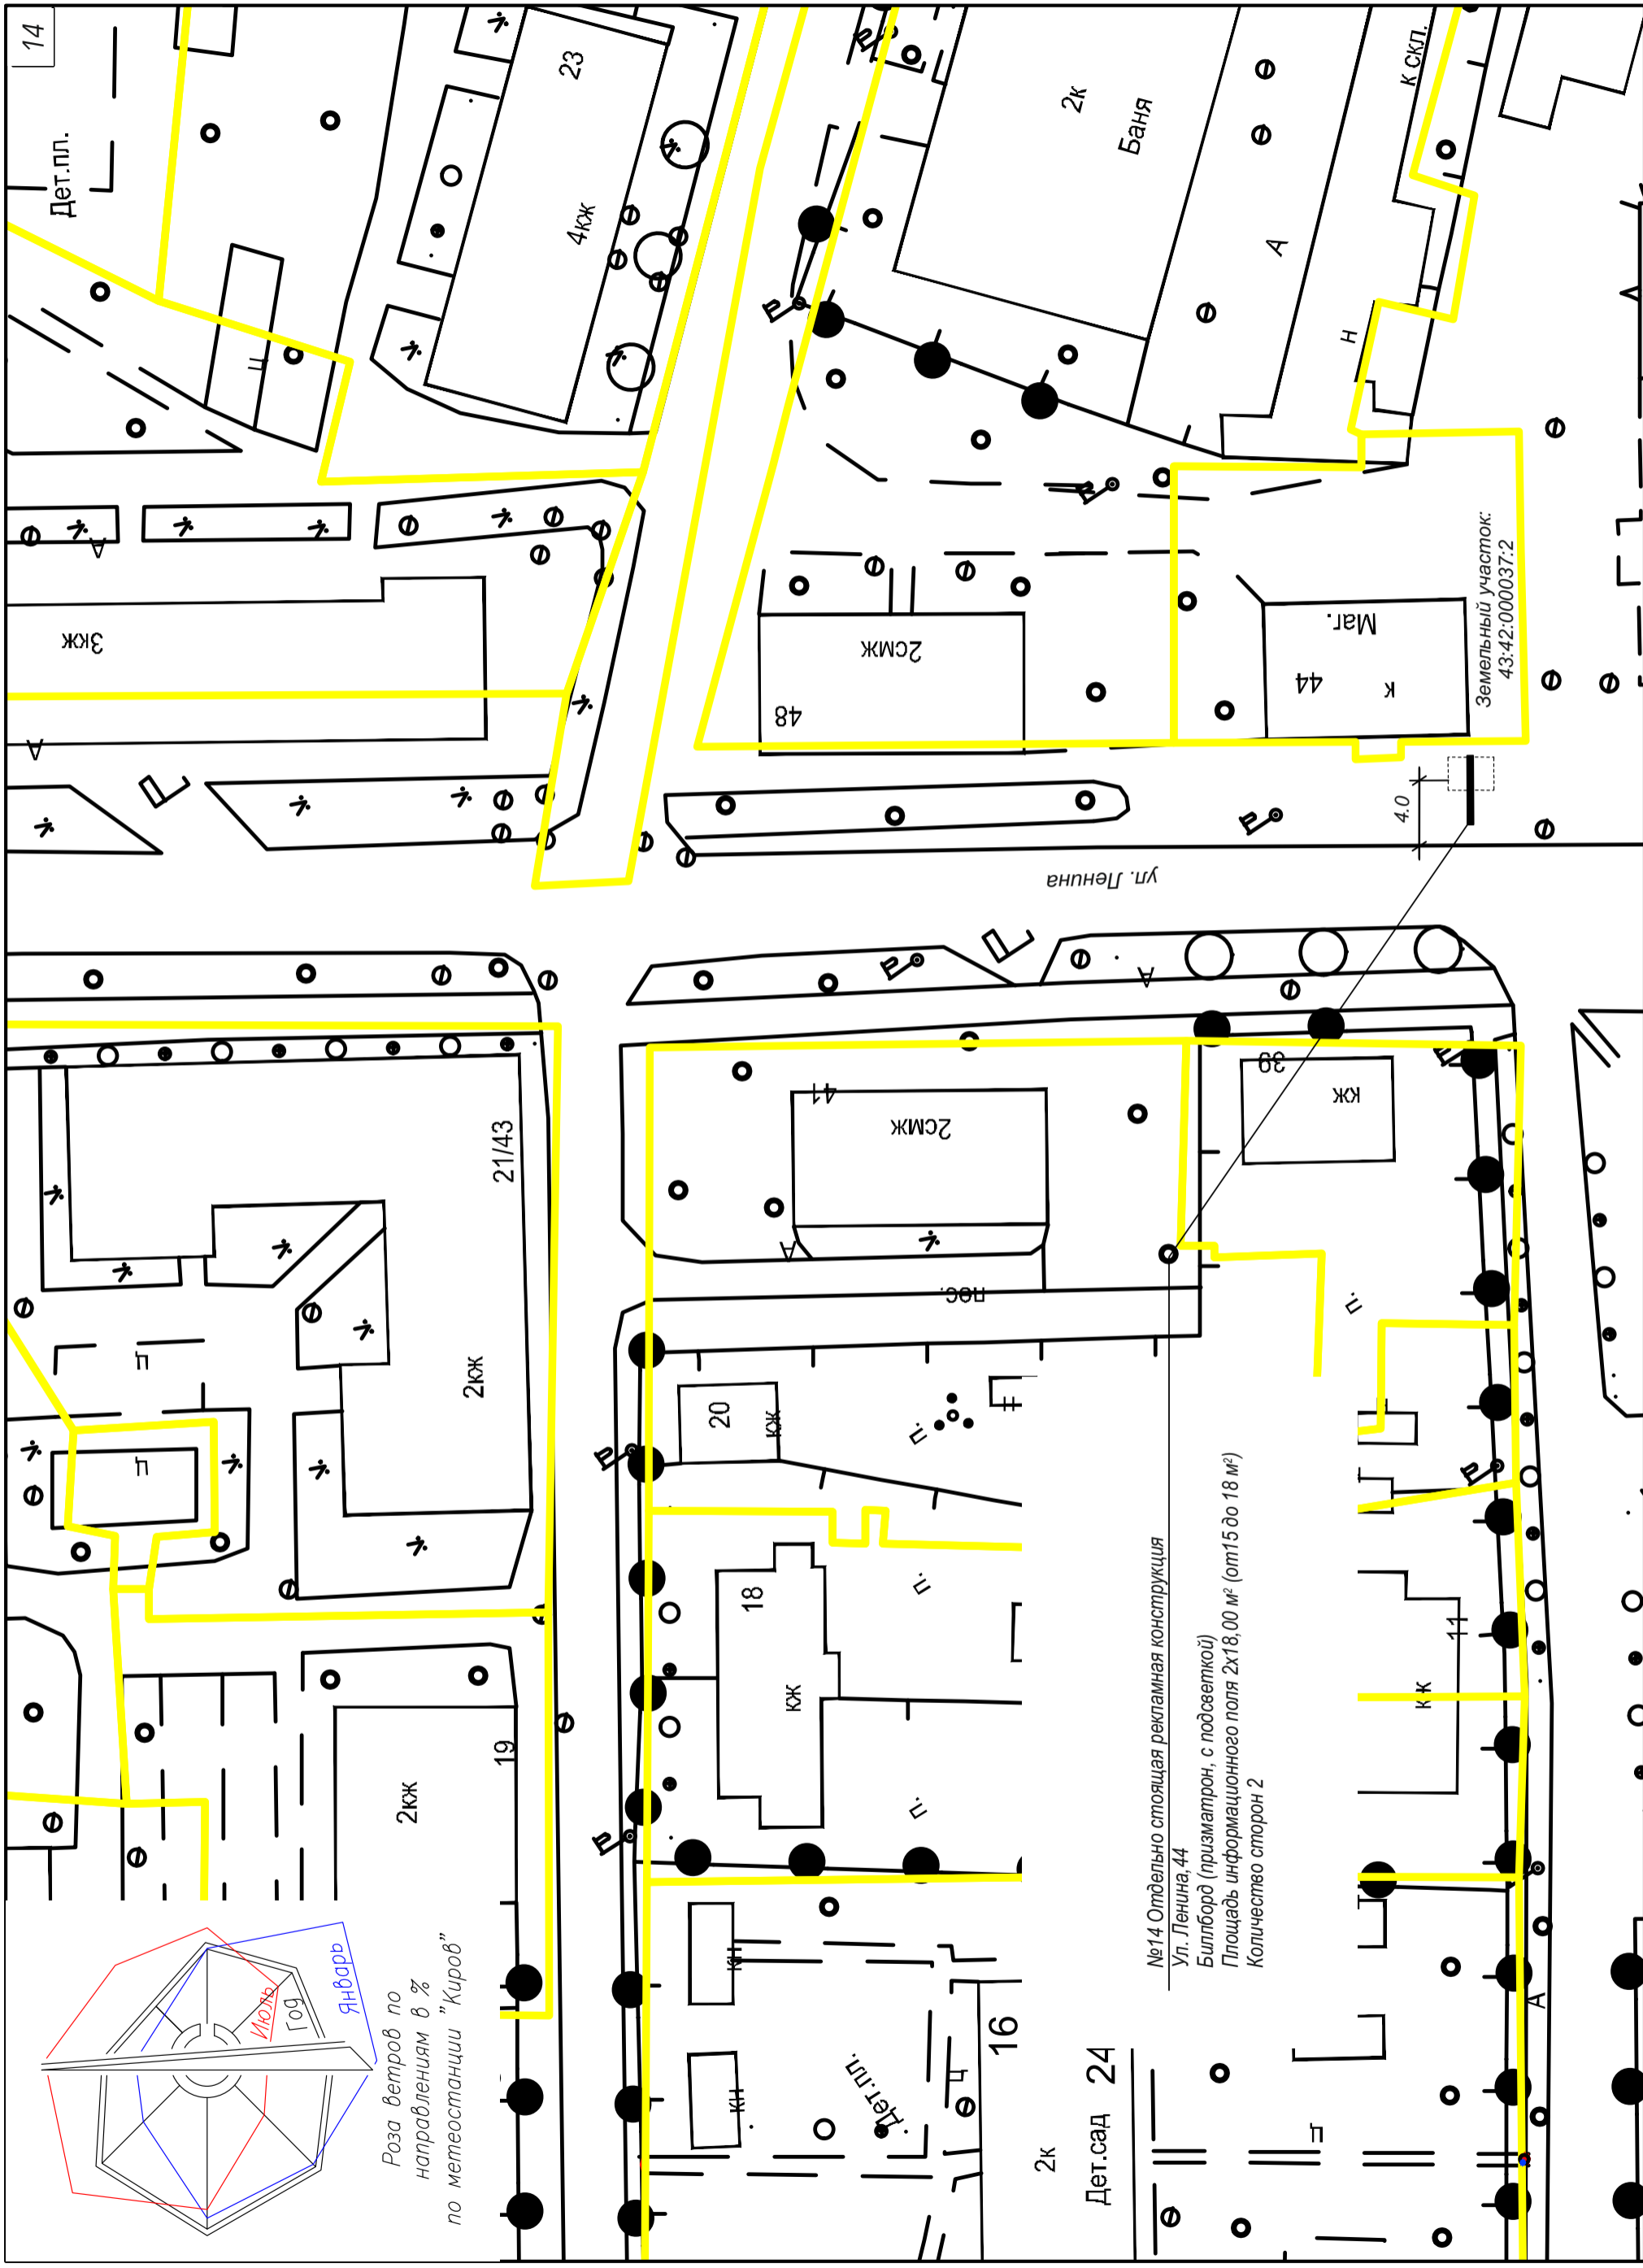 14
Дет.пл.
23
4кж
2к
Баня
А
к скл.
н
ц
А
3кж
А
2смж
48
Маг.
44
к
Земельный участок:
43:42:0000037:2
4.0
ул. Ленина
А
39
кж
41
2смж
А
пос.
21/43
2кж
ц
ц
20
кж
п.
п.
18
кж
п.
п.
11
кж
19
2кж
№14 Отдельно стоящая рекламная конструкция
Ул. Ленина,44
Билборд (призматрон, с подсветкой)
Площадь информационного поля 2х18,00 м² (от15 до 18 м²)
Количество сторон 2
кн
кн
Дет.пл.
ц
16
2к
Дет.сад 24
ц
А
Июль
Год
Январь
Роза ветров по
направлениям в %
по метеостанции "Киров"